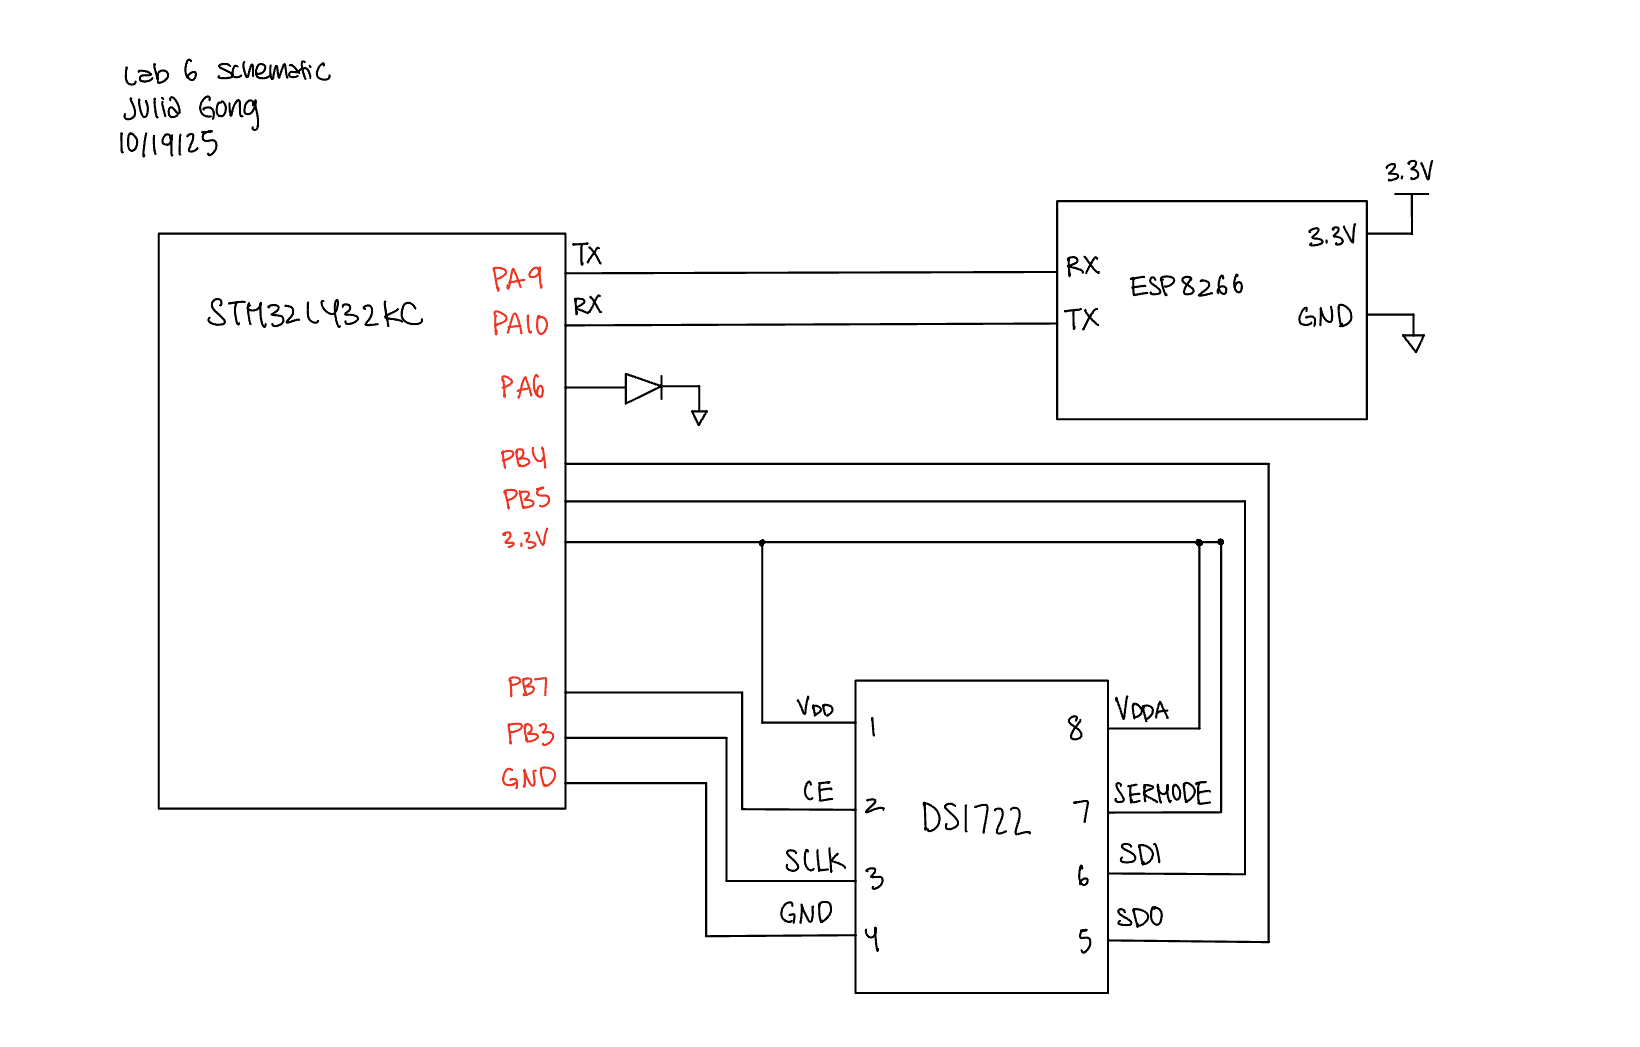 Lab 6 Schematic
Julia Gong
10/19/25
3.3V
STM32L432KC
PA9
TX
PA10
RX
PA6
PB4
PB5
3.3V
PB7
PB3
GND
RX
TX
ESP8266
3.3V
GND
VDD
1
CE
2
SCLK
3
GND
4
DS1722
8
VDDA
7
SERMODE
6
SDI
5
SDO